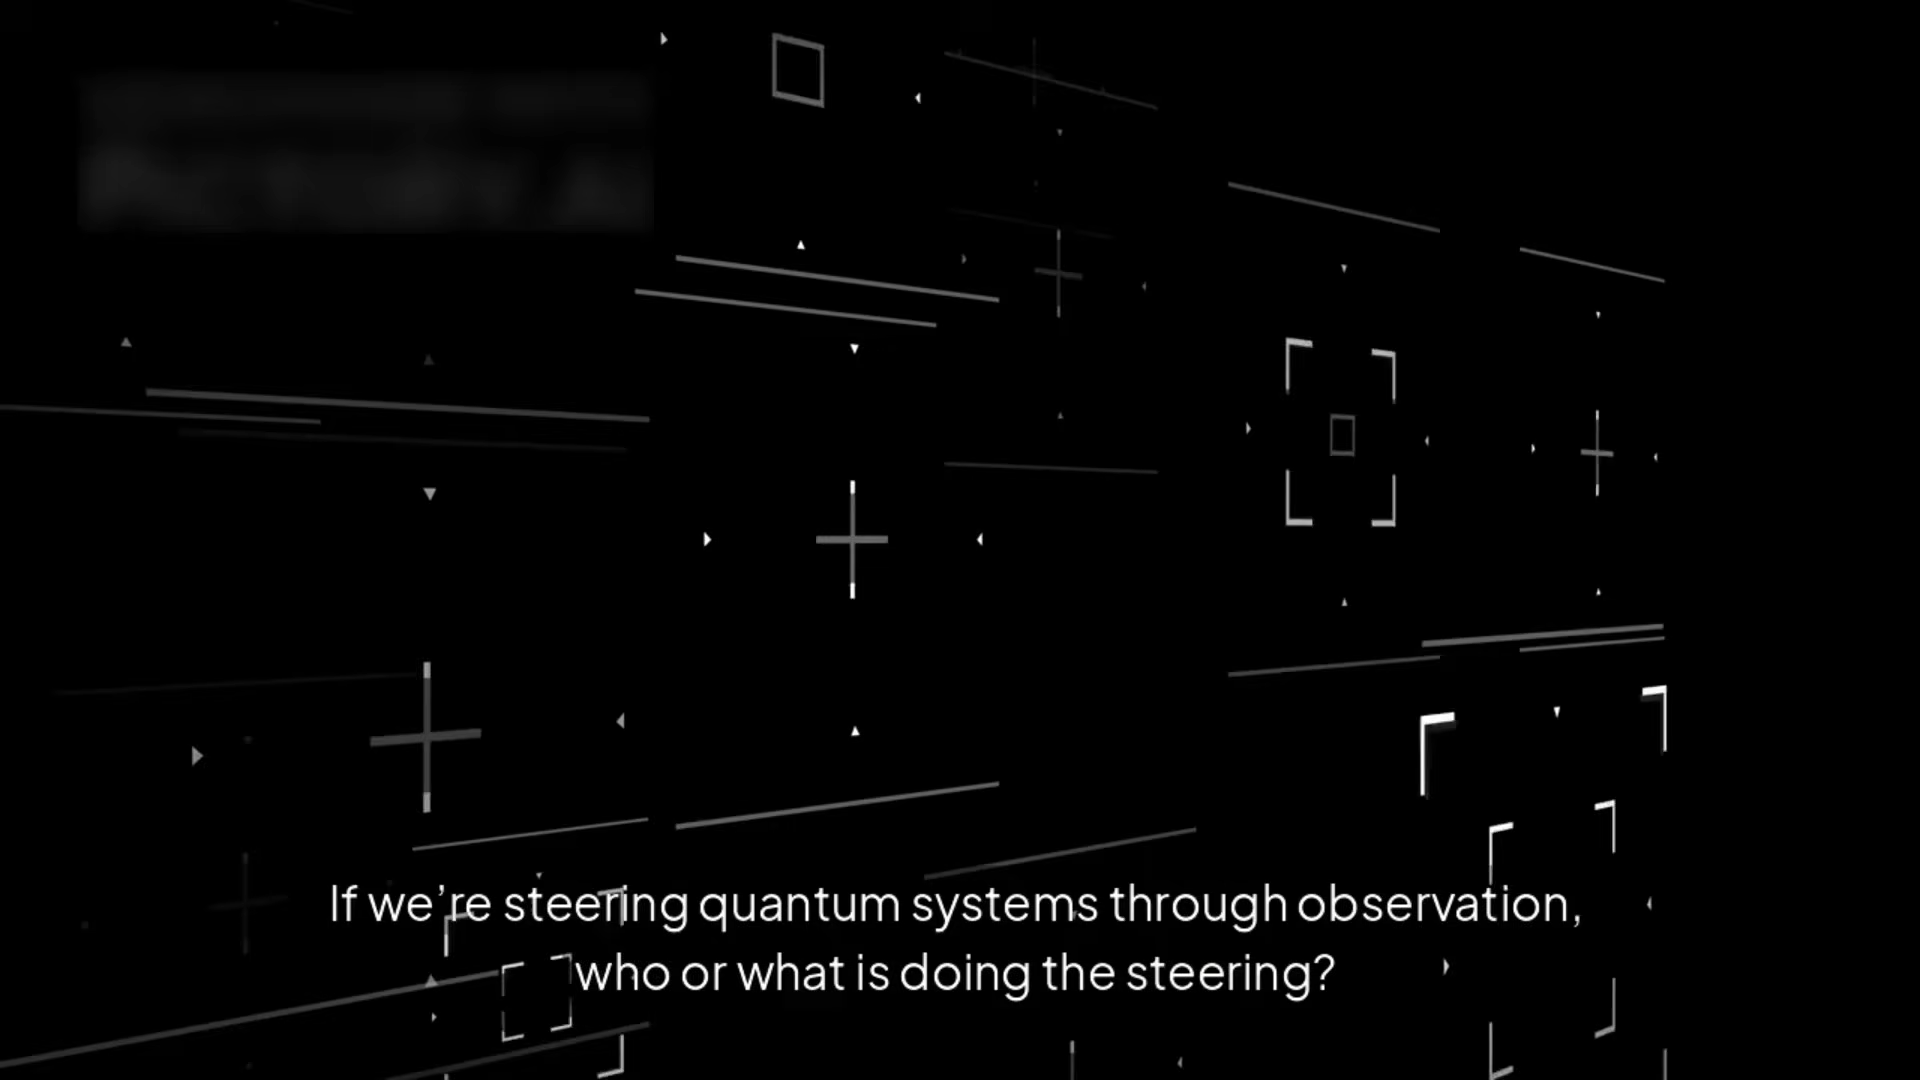 If we’re steering quantum systems through observation,
who or what is doing the steering?